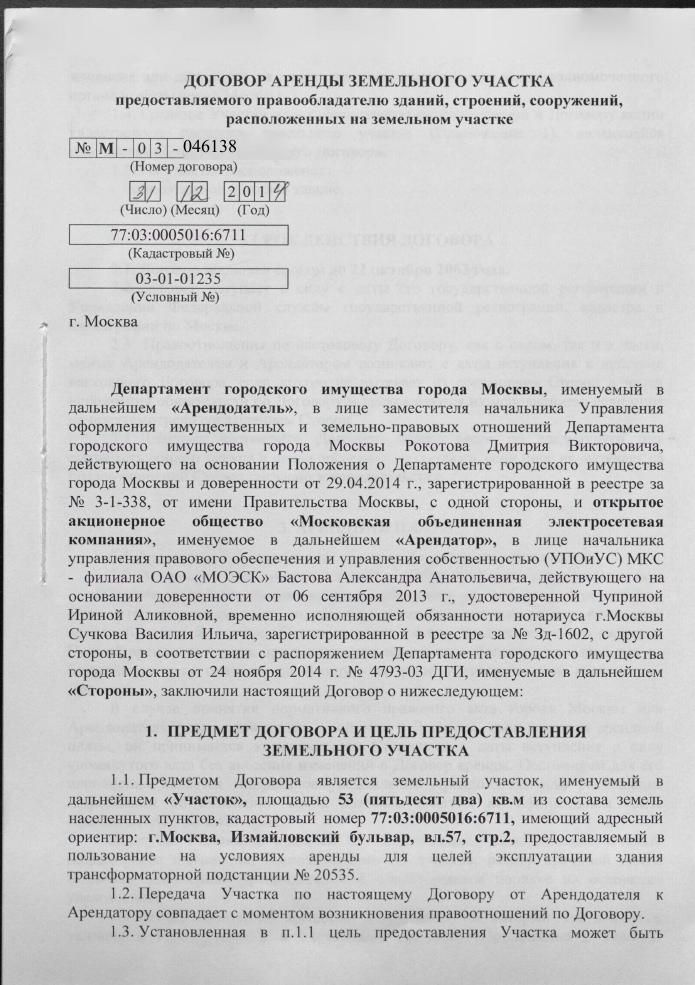 ДОГОВОР АРЕНДЫ ЗЕМЕЛЬНОГО УЧАСТКА
предоставляемого правообладателю зданий, строений, сооружений,
расположенных на земельном участке
№ М - 0 3 - 046138
(Номер договора)
31 12 2014
(Число) (Месяц) (Год)
77:03:0005016:6711
(Кадастровый №)
03-01-01235
(Условный №)
г. Москва
Департамент городского имущества города Москвы, именуемый в
дальнейшем «Арендодатель», в лице заместителя начальника Управления
оформления имущественных и земельно-правовых отношений Департамента
городского имущества города Москвы Рокотова Дмитрия Викторовича,
действующего на основании Положения о Департаменте городского имущества
города Москвы и доверенности от 29.04.2014 г., зарегистрированной в реестре за
№ 3-1-338, от имени Правительства Москвы, с одной стороны, и открытое
акционерное общество «Московская объединенная электросетевая
компания», именуемое в дальнейшем «Арендатор», в лице начальника
управления правового обеспечения и управления собственностью (УПОиУС) МКС
- филиала ОАО «МОЭСК» Бастова Александра Анатольевича, действующего на
основании доверенности от 06 сентября 2013 г., удостоверенной Чуприной
Ириной Аликовной, временно исполняющей обязанности нотариуса г.Москвы
Сучкова Василия Ильича, зарегистрированной в реестре за № 3д-1602, с другой
стороны, в соответствии с распоряжением Департамента городского имущества
города Москвы от 24 ноября 2014 г. № 4793-03 ДГИ, именуемые в дальнейшем
«Стороны», заключили настоящий Договор о нижеследующем:
1. ПРЕДМЕТ ДОГОВОРА И ЦЕЛЬ ПРЕДОСТАВЛЕНИЯ
ЗЕМЕЛЬНОГО УЧАСТКА
1.1. Предметом Договора является земельный участок, именуемый в
дальнейшем «Участок», площадью 53 (пятьдесят два) кв.м из состава земель
населенных пунктов, кадастровый номер 77:03:0005016:6711, имеющий адресный
ориентир: г.Москва, Измайловский бульвар, вл.57, стр.2, предоставляемый в
пользование на условиях аренды для целей эксплуатации здания
трансформаторной подстанции № 20535.
1.2. Передача Участка по настоящему Договору от Арендодателя к
Арендатору совпадает с моментом возникновения правоотношений по Договору.
1.3. Установленная в п.1.1 цель предоставления Участка может быть